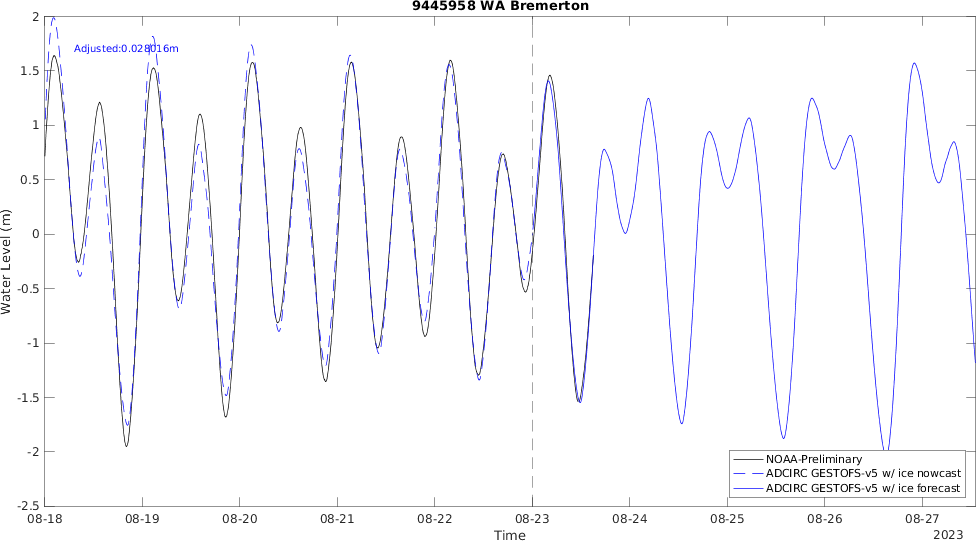 9445958 WA Bremerton
2
Adjusted:0.028016m
1.5
1
0.5
0
-0.5
-1
-1.5
-2
-2.5
Water Level (m)
NOAA-Preliminary
ADCIRC GESTOFS-v5 w/ ice nowcast
ADCIRC GESTOFS-v5 w/ ice forecast
08-18 08-19 08-20 08-21 08-22 08-23 08-24 08-25 08-26 08-27
Time
2023